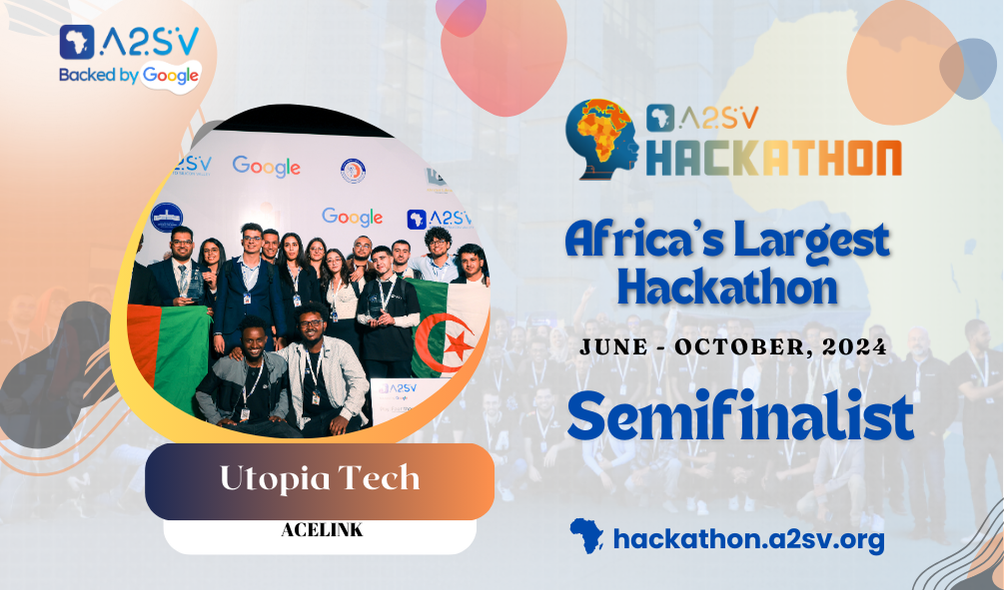 A2SV
Backed by Google
A2SV
HACKATHON
Africa's Largest
Hackathon
JUNE - OCTOBER, 2024
Semifinalist
Google
Google
A2SV
A2SV
Utopia Tech
ACELINK
hackathon.a2sv.org